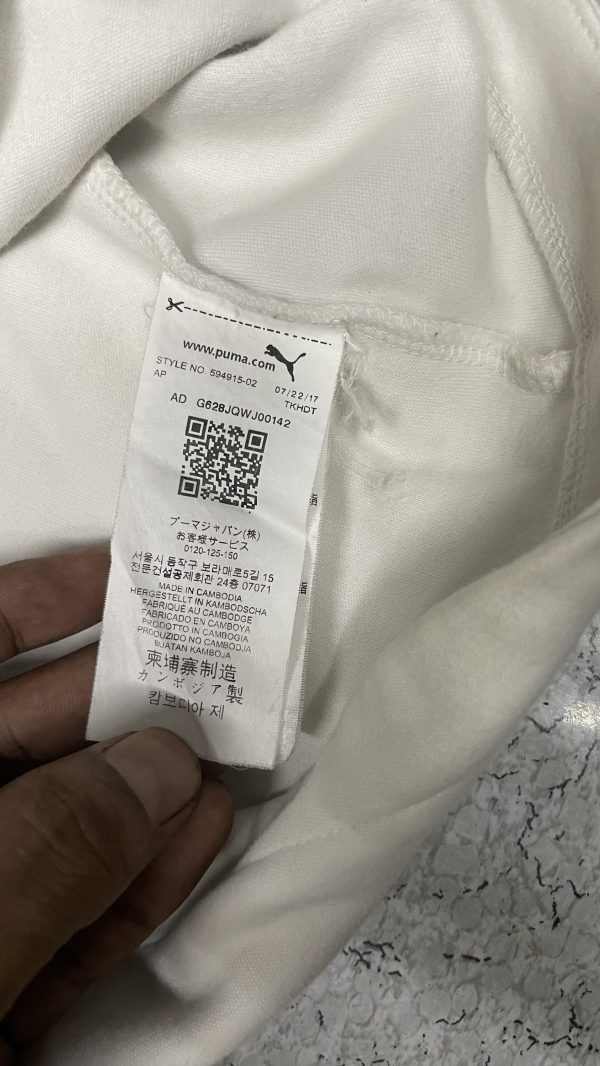 www.puma.com
STYLE NO. 594915-02 07/22/17
AP TKHDT
AD G628JQWJ00142
プーマジャパン(株)
お客様サービス
0120-125-150
서울시 동작구 보라매로5길 15
전문건설공제회관 24층 07071
MADE IN CAMBODIA
HERGESTELLT IN KAMBODSCHA
FABRIQUÉ AU CAMBODGE
FABRICADO EN CAMBOYA
PRODOTTO IN CAMBOGIA
PRODUZIDO NO CAMBODJA
BUATAN KAMBOJA
柬埔寨制造
カンボジア製
캄보디아 제